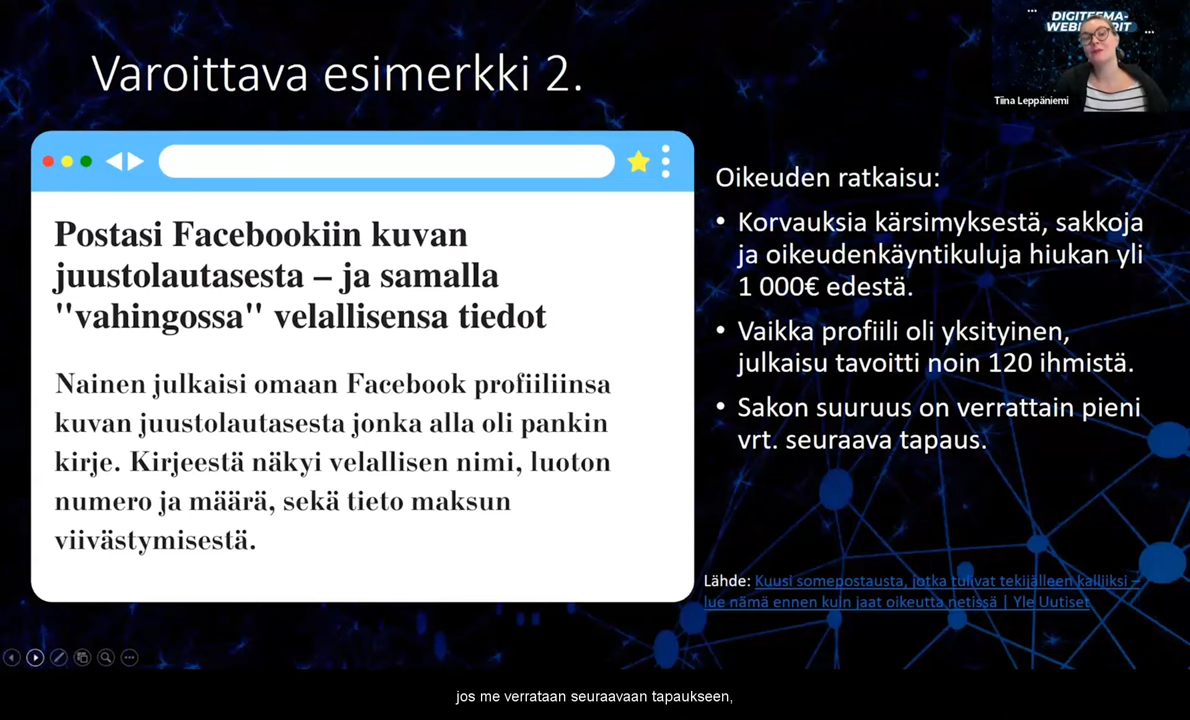 Varoittava esimerkki 2.
DIGITEEMA-
Tiina Leppäniemi
Postasi Facebookiin kuvan
juustolautasesta – ja samalla
"vahingossa" velallisensa tiedot
Nainen julkaisi omaan Facebook profiiliinsa
kuvan juustolautasesta jonka alla oli pankin
kirje. Kirjeestä näkyi velallisen nimi, luoton
numero ja määrä, sekä tieto maksun
viivästymisestä.
Oikeuden ratkaisu:
• Korvauksia kärsimyksestä, sakkoja
ja oikeudenkäyntikuluja hiukan yli
1 000€ edestä.
• Vaikka profiili oli yksityinen,
julkaisu tavoitti noin 120 ihmistä.
• Sakon suuruus on verrattain pieni
vrt. seuraava tapaus.
Lähde: Kuusi somepostausta, jotka tulivat tekijälleen kalliiksi –
lue nämä ennen kuin jaat oikeutta netissä | Yle Uutiset
jos me verrataan seuraavaan tapaukseen,